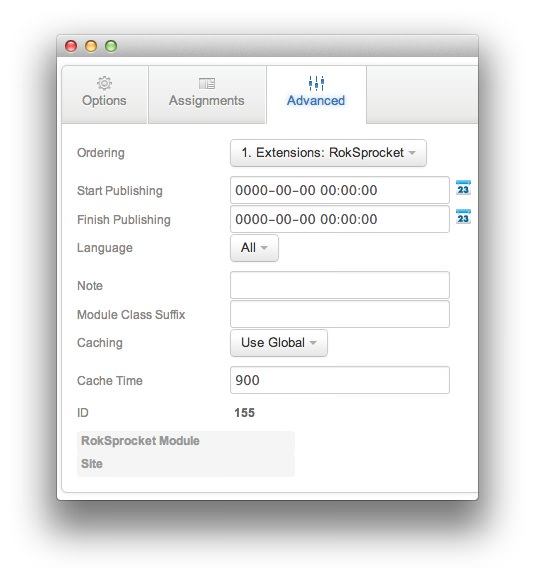 Options Assignments Advanced
Ordering 1. Extensions: RokSprocket
Start Publishing 0000-00-00 00:00:00 23
Finish Publishing 0000-00-00 00:00:00 23
Language All
Note
Module Class Suffix
Caching Use Global
Cache Time 900
ID 155
RokSprocket Module
Site